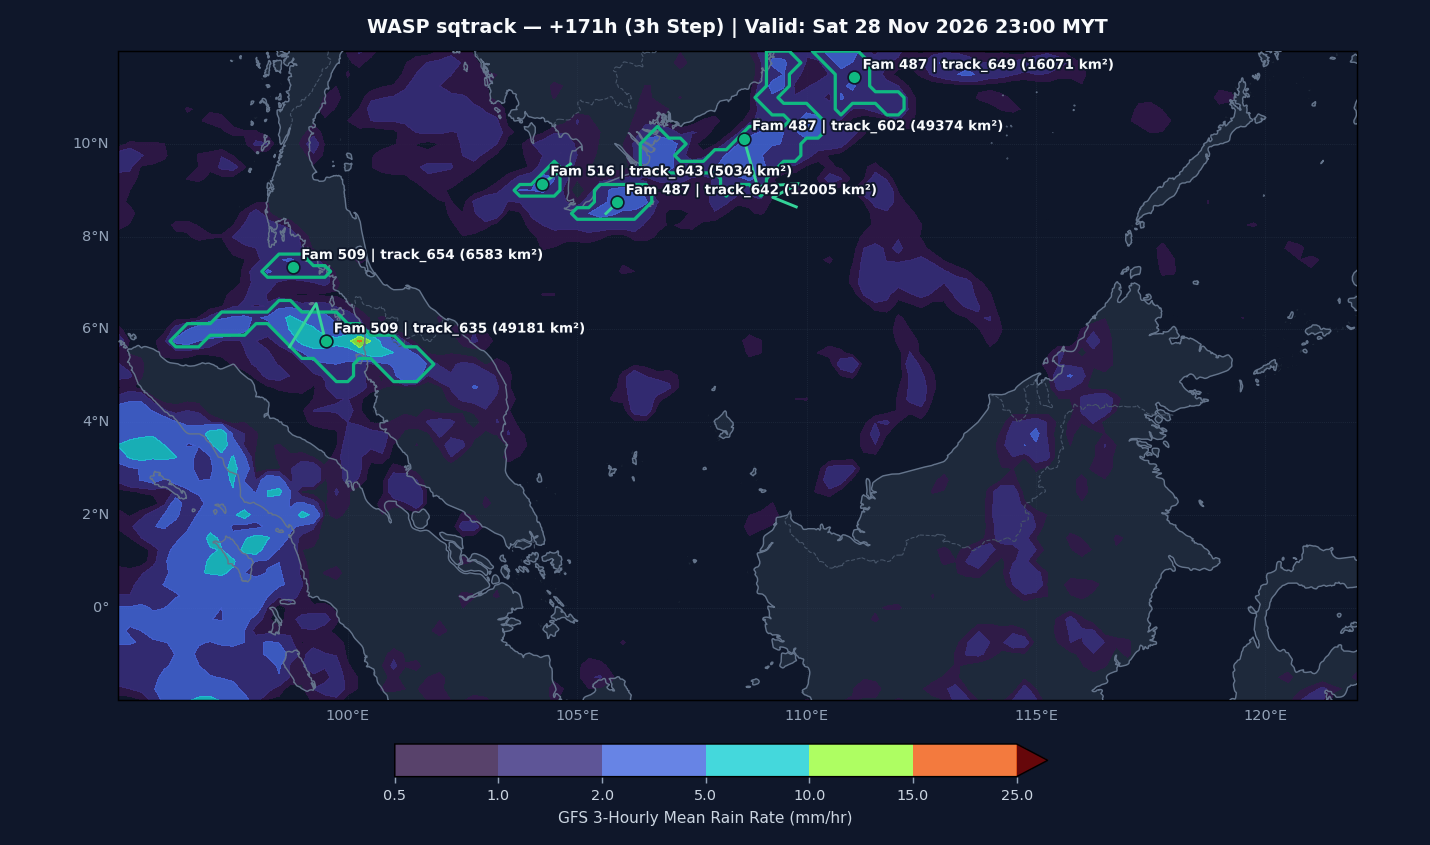 WASP sqtrack — +171h (3h Step) | Valid: Sat 28 Nov 2026 23:00 MYT
Fam 487 | track_649 (16071 km²)
Fam 487 | track_602 (49374 km²)
Fam 516 | track_643 (5034 km²)
Fam 487 | track_642 (12005 km²)
Fam 509 | track_654 (6583 km²)
Fam 509 | track_635 (49181 km²)
10°N
8°N
6°N
4°N
2°N
0°
100°E 105°E 110°E 115°E 120°E
0.5 1.0 2.0 5.0 10.0 15.0 25.0
GFS 3-Hourly Mean Rain Rate (mm/hr)